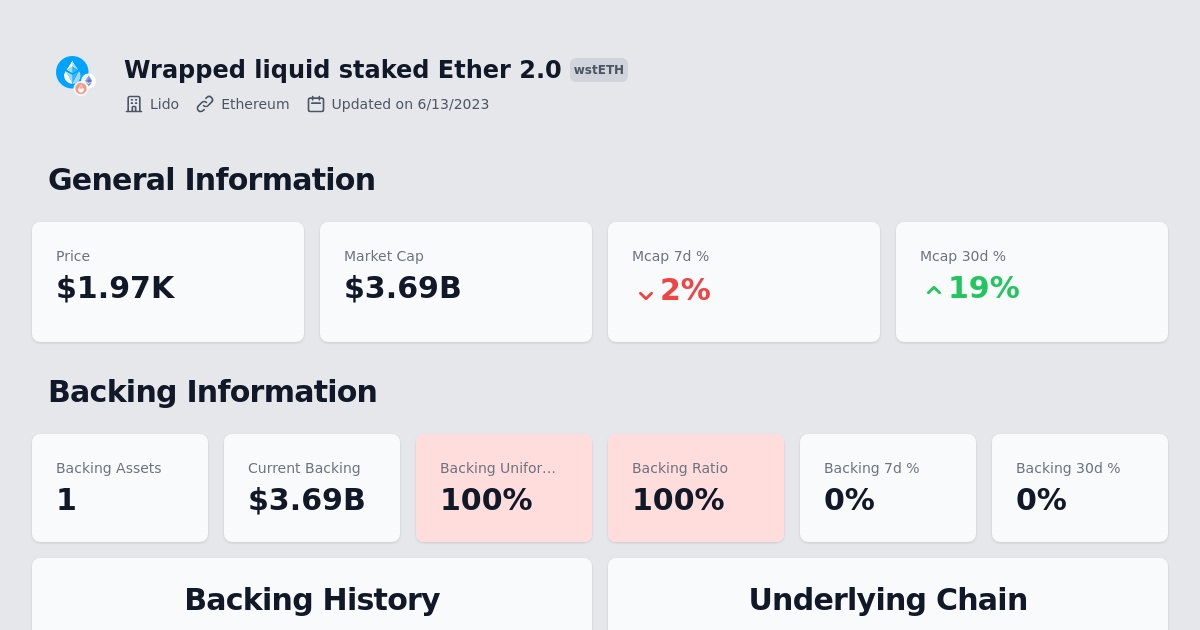 Wrapped liquid staked Ether 2.0 wstETH
Lido Ethereum Updated on 6/13/2023
General Information
Price
$1.97K
Market Cap
$3.69B
Mcap 7d %
2%
Mcap 30d %
19%
Backing Information
Backing Assets
1
Current Backing
$3.69B
Backing Unifor...
100%
Backing Ratio
100%
Backing 7d %
0%
Backing 30d %
0%
Backing History
Underlying Chain